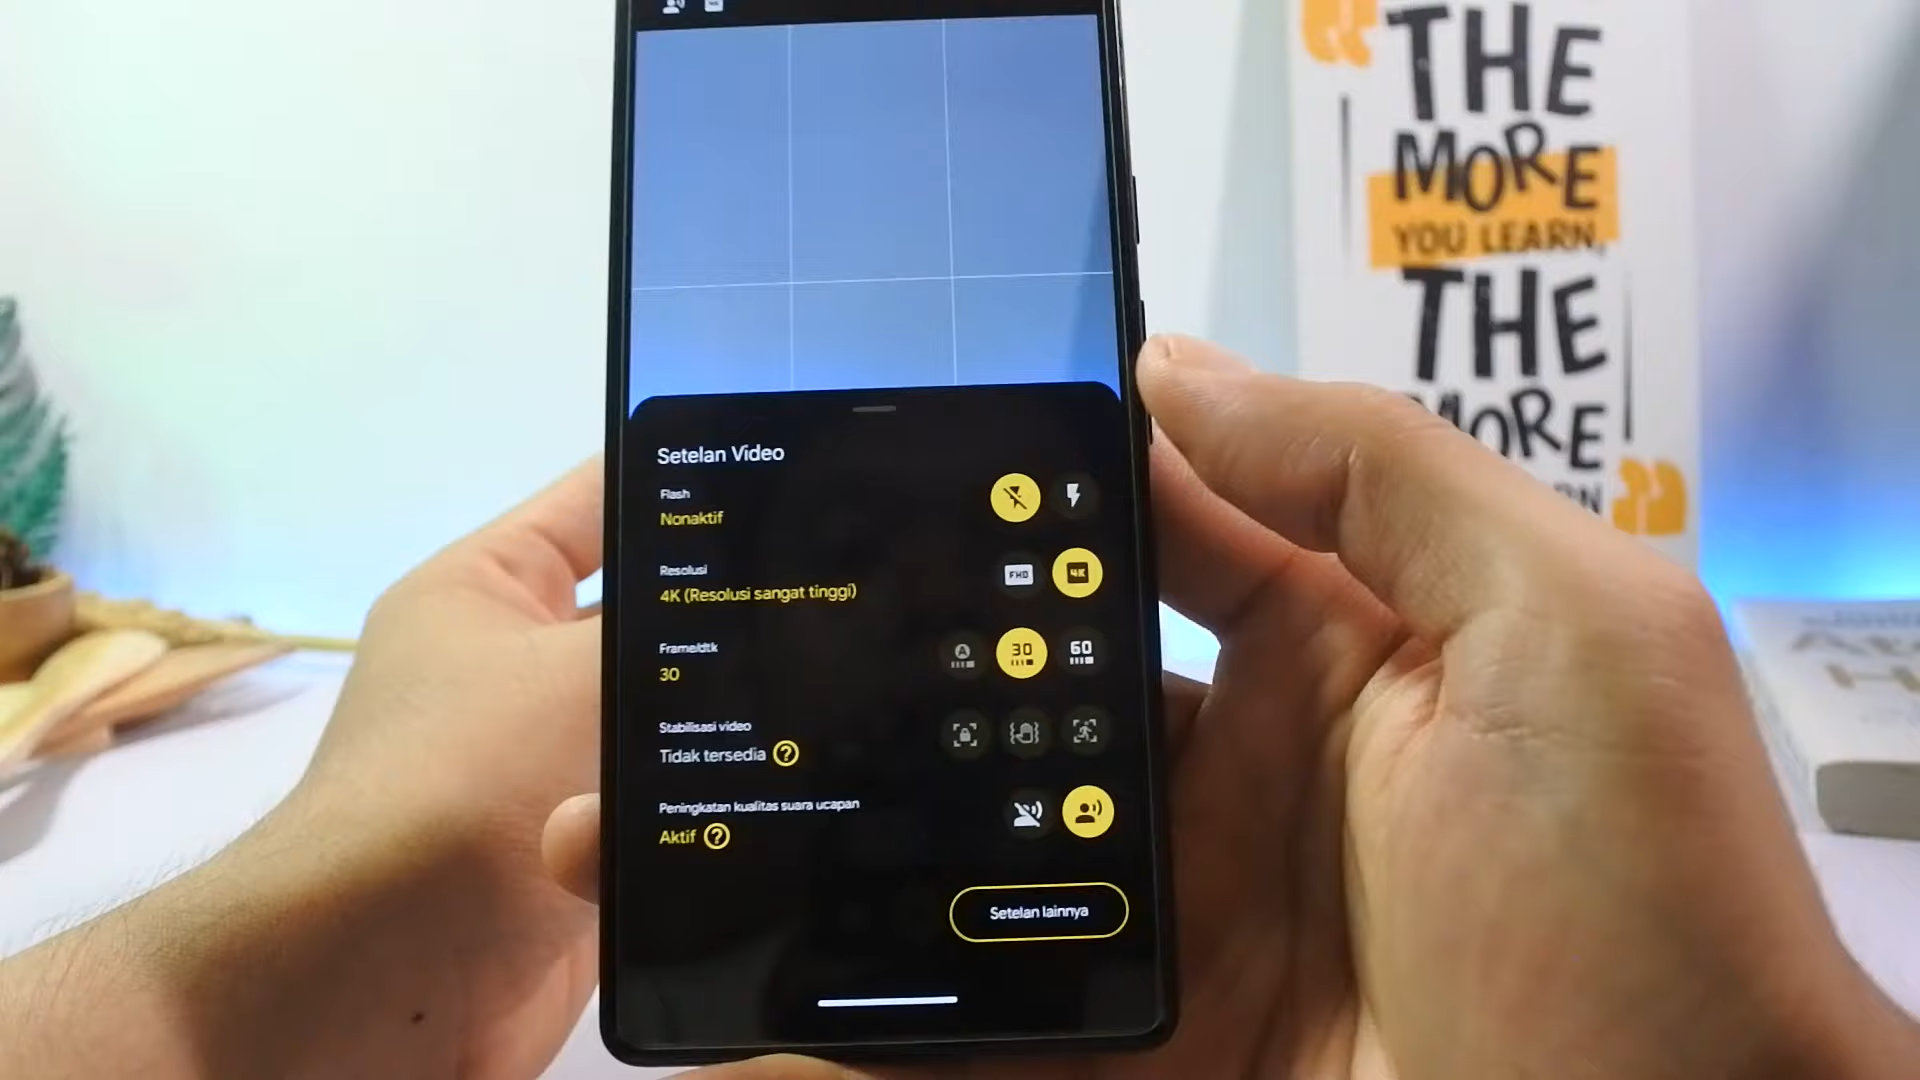 THE
MORE
YOU LEARN,
THE
MORE
Setelan Video
Flash
Nonaktif
Resolusi
4K (Resolusi sangat tinggi)
FHD
4K
Frame/dtk
30
A
30
60
Stabilisasi video
Tidak tersedia ?
Peningkatan kualitas suara ucapan
Aktif ?
Setelan lainnya